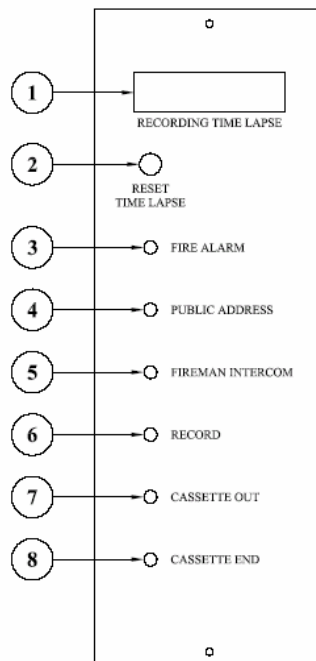 1
RECORDING TIME LAPSE
2
RESET
TIME LAPSE
3 FIRE ALARM
4 PUBLIC ADDRESS
5 FIREMAN INTERCOM
6 RECORD
7 CASSETTE OUT
8 CASSETTE END